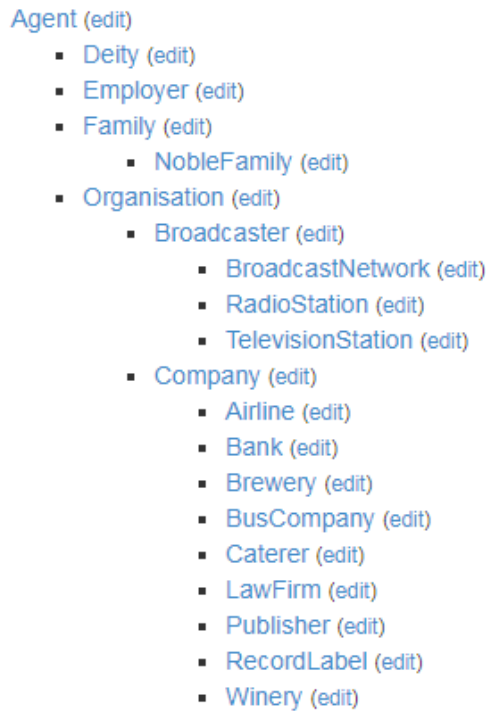 Agent (edit)
Deity (edit)
Employer (edit)
Family (edit)
NobleFamily (edit)
Organisation (edit)
Broadcaster (edit)
BroadcastNetwork (edit)
RadioStation (edit)
TelevisionStation (edit)
Company (edit)
Airline (edit)
Bank (edit)
Brewery (edit)
BusCompany (edit)
Caterer (edit)
LawFirm (edit)
Publisher (edit)
RecordLabel (edit)
Winery (edit)